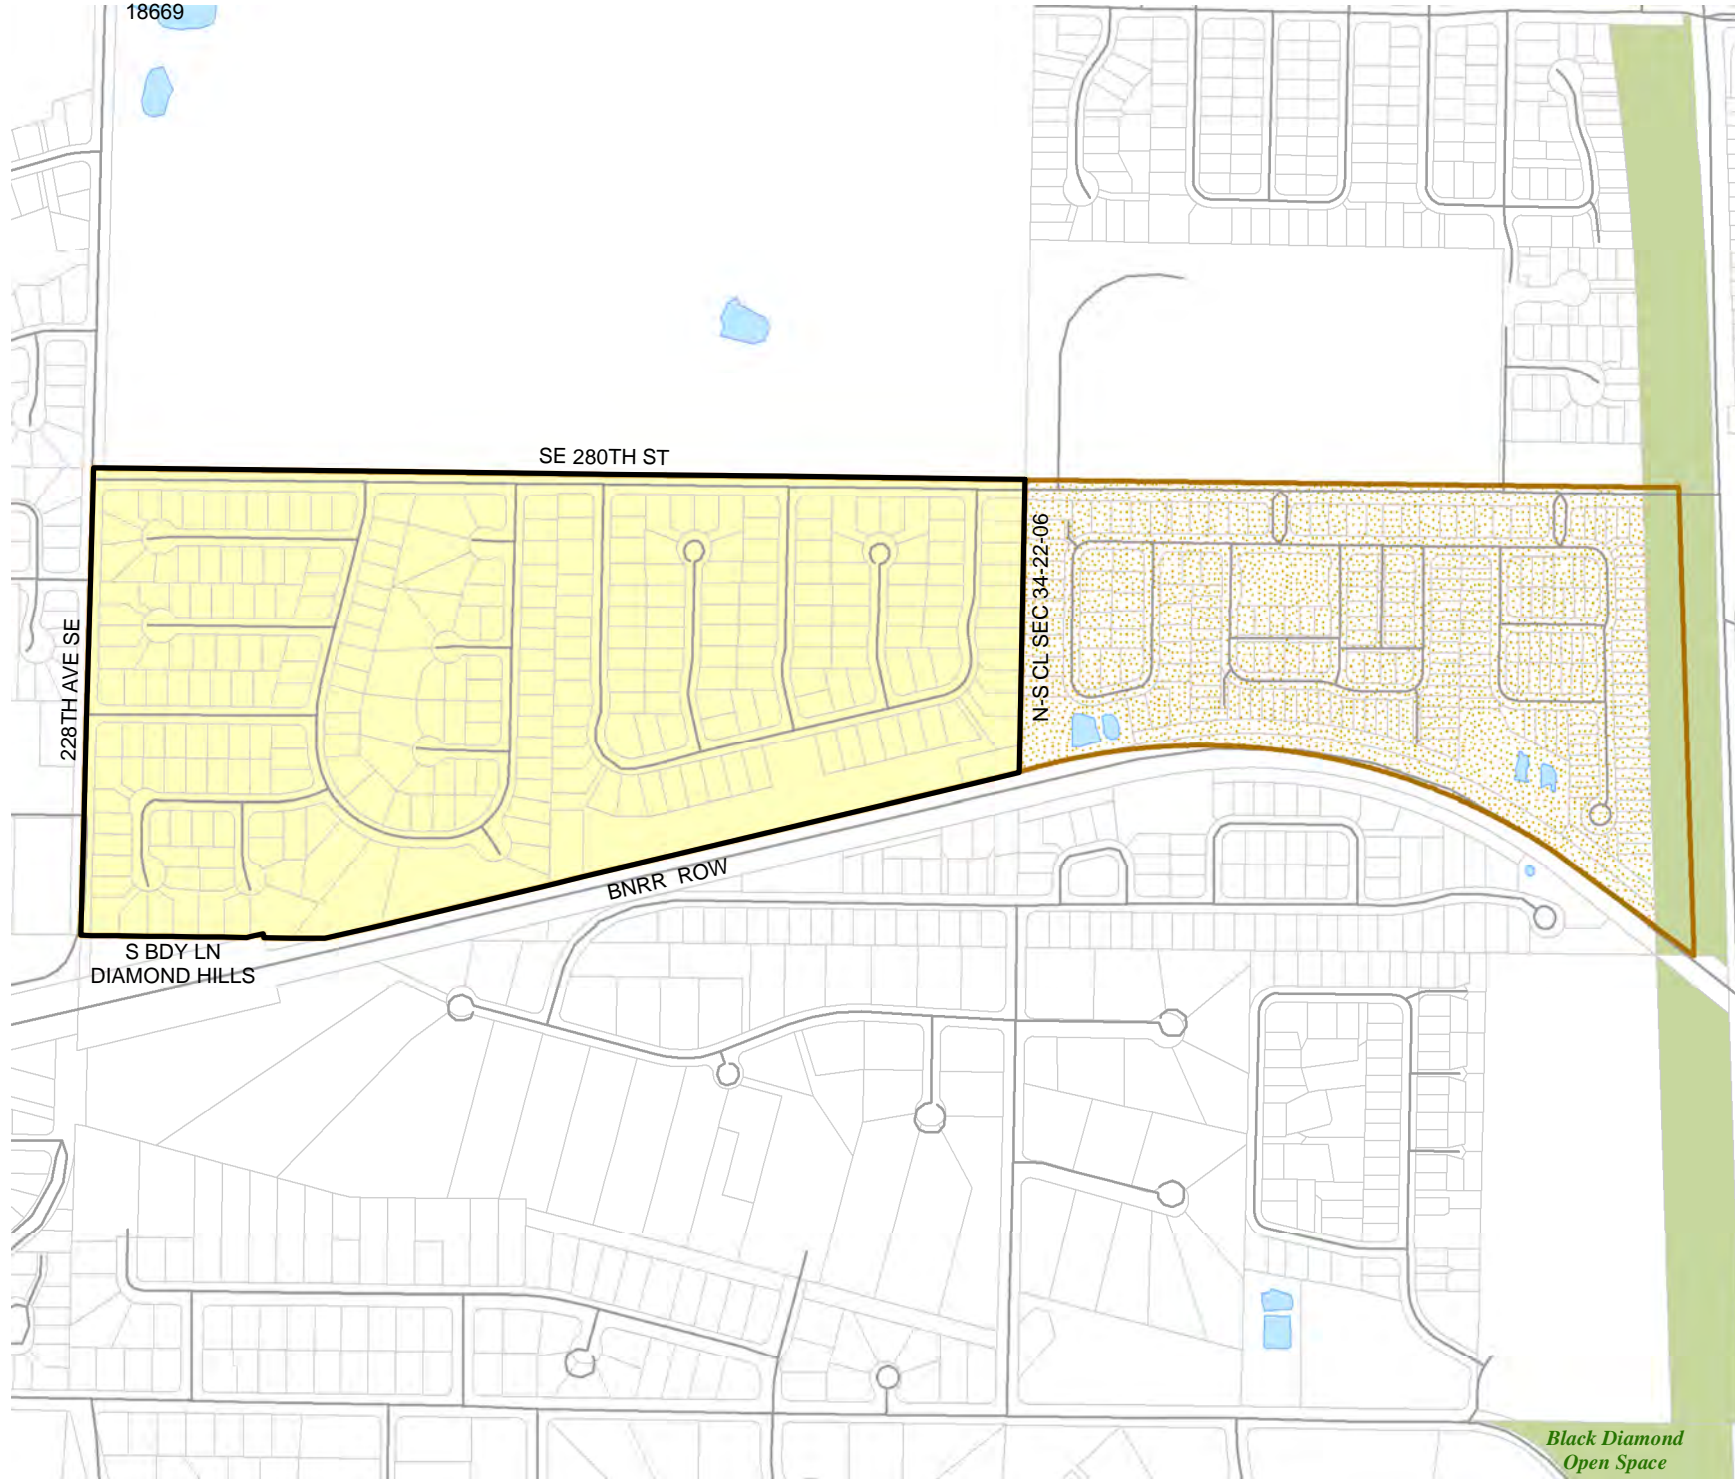 18669
SE 280TH ST
N-S CL SEC 34-22-06
228TH AVE SE
BNRR ROW
S BDY LN
DIAMOND HILLS
Black Diamond
Open Space